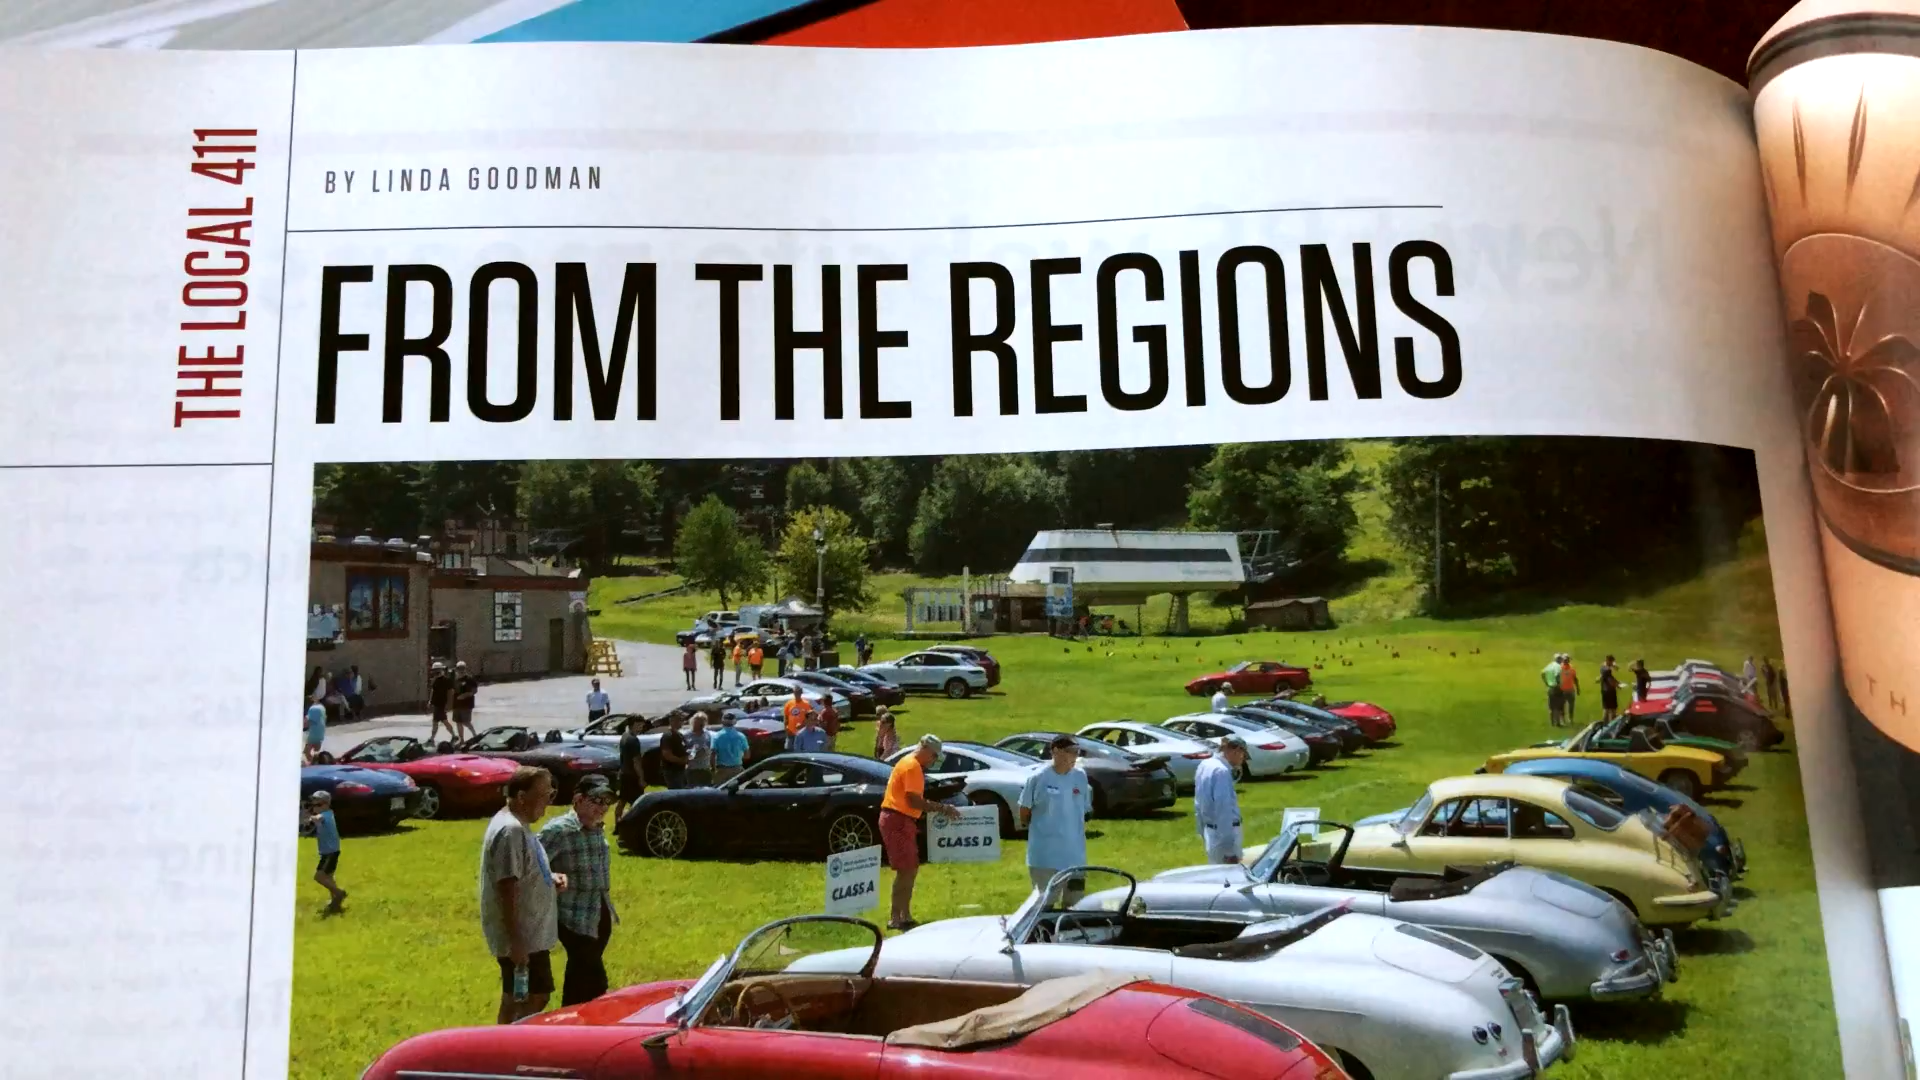 THE LOCAL 411
BY LINDA GOODMAN
FROM THE REGIONS
CLASS D
CLASS A
T H